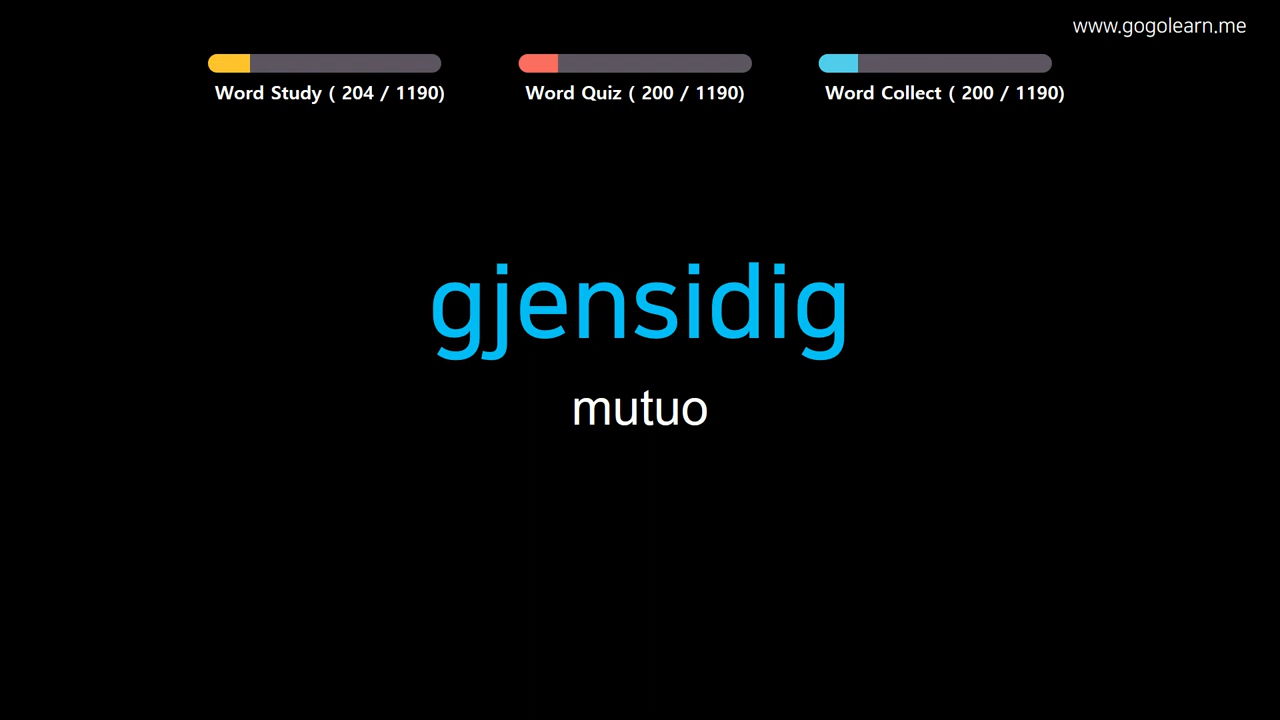 www.gogolearn.me
Word Study ( 204 / 1190)
Word Quiz ( 200 / 1190)
Word Collect ( 200 / 1190)
gjensidig
mutuo